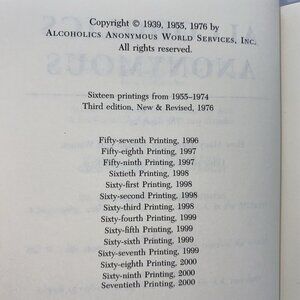 Copyright © 1939, 1955, 1976 by
Alcoholics Anonymous World Services, Inc.
All rights reserved.
Sixteen printings from 1955–1974
Third edition, New & Revised, 1976
Fifty-seventh Printing, 1996
Fifty-eighth Printing, 1997
Fifty-ninth Printing, 1997
Sixtieth Printing, 1998
Sixty-first Printing, 1998
Sixty-second Printing, 1998
Sixty-third Printing, 1998
Sixty-fourth Printing, 1999
Sixty-fifth Printing, 1999
Sixty-sixth Printing, 1999
Sixty-seventh Printing, 1999
Sixty-eighth Printing, 2000
Sixty-ninth Printing, 2000
Seventieth Printing, 2000